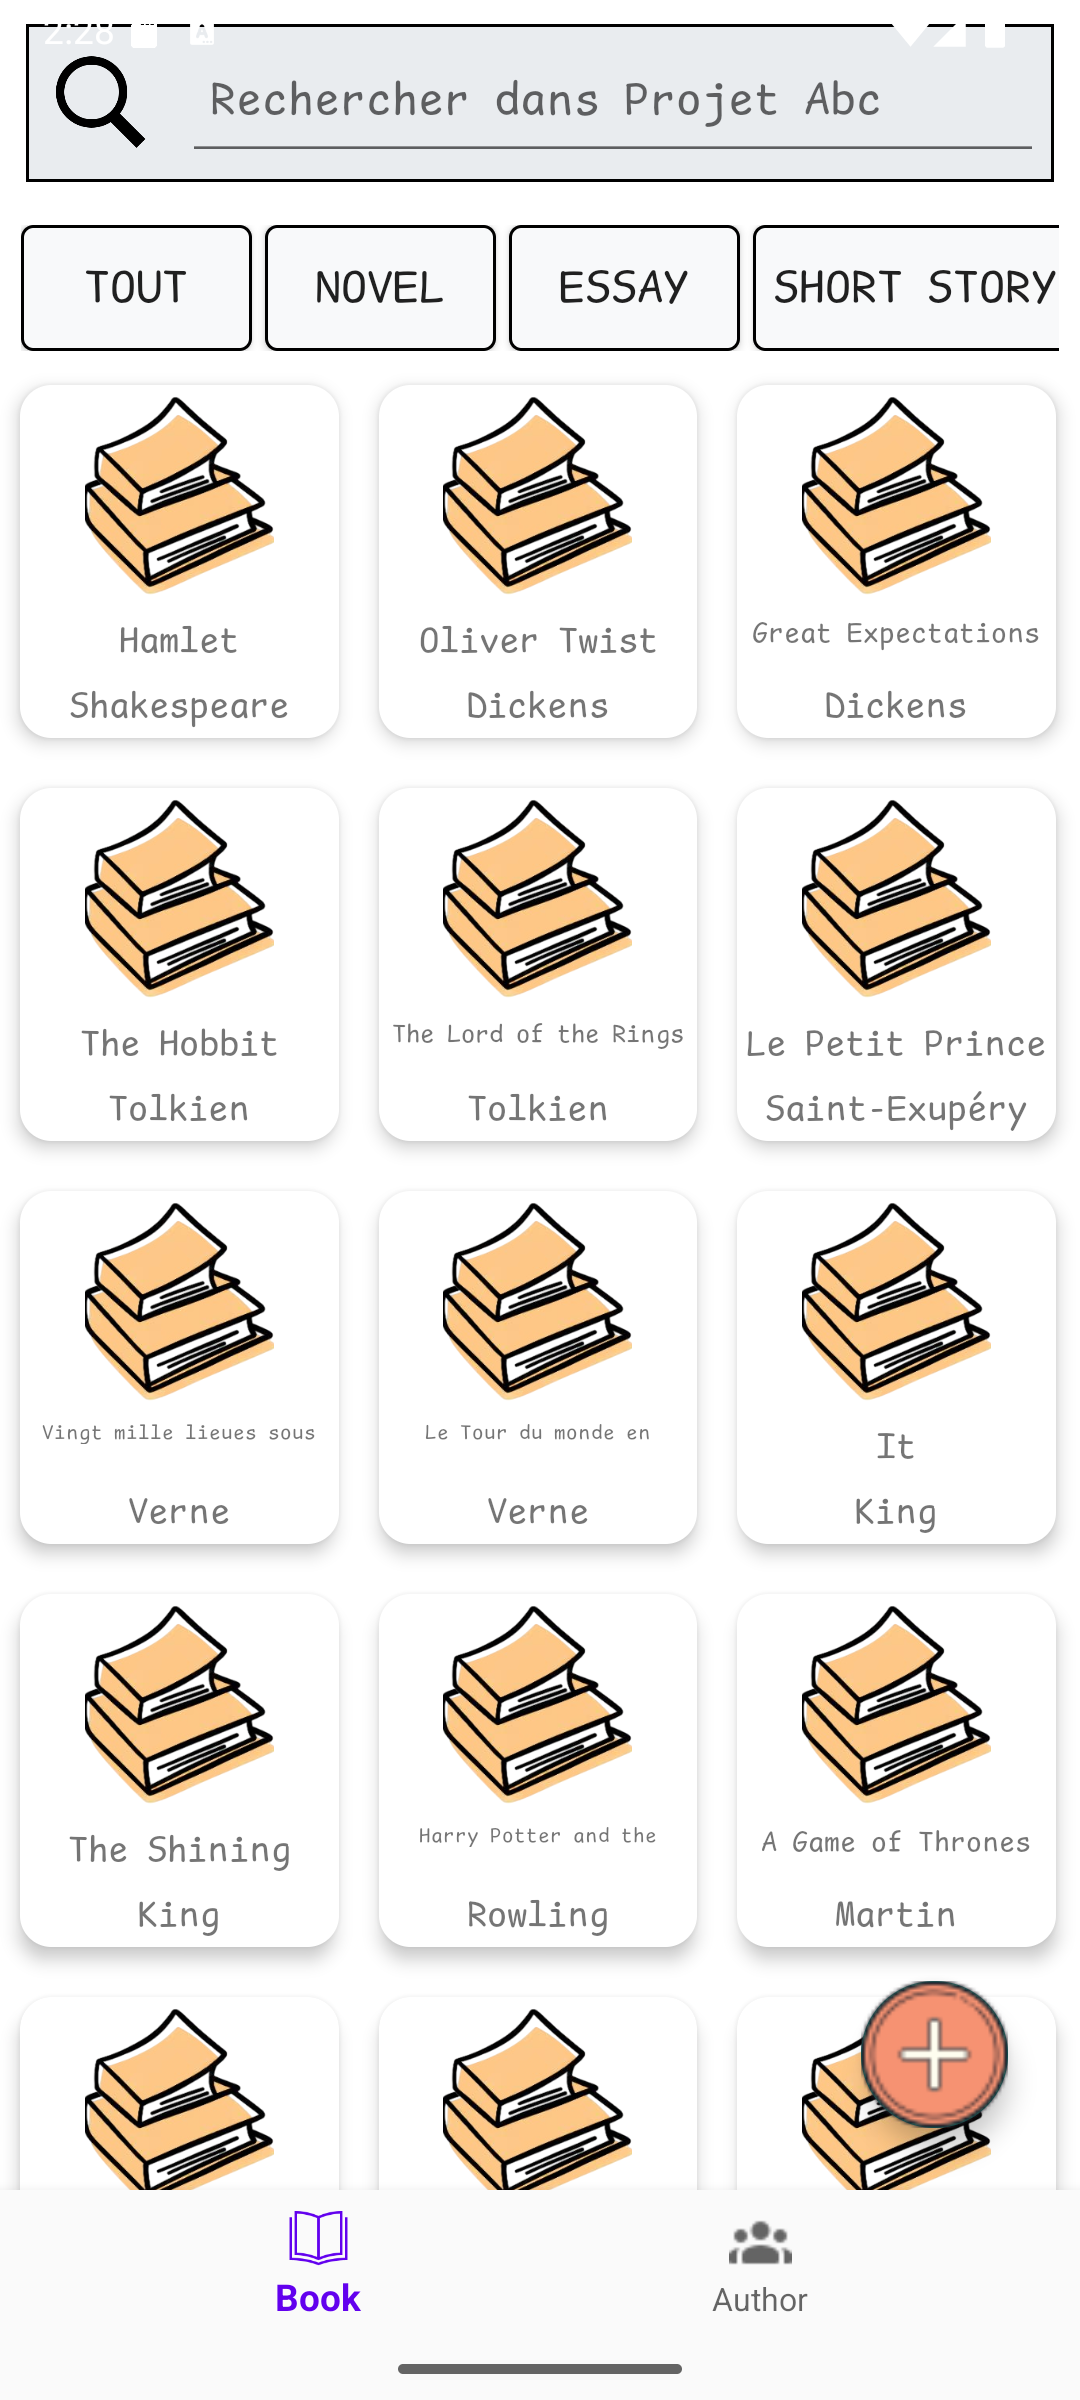 2:28
Rechercher dans Projet Abc
TOUT NOVEL ESSAY SHORT STORY
Hamlet
Shakespeare
Oliver Twist
Dickens
Great Expectations
Dickens
The Hobbit
Tolkien
The Lord of the Rings
Tolkien
Le Petit Prince
Saint-Exupéry
Vingt mille lieues sous
Verne
Le Tour du monde en
Verne
It
King
The Shining
King
Harry Potter and the
Rowling
A Game of Thrones
Martin
Book
Author